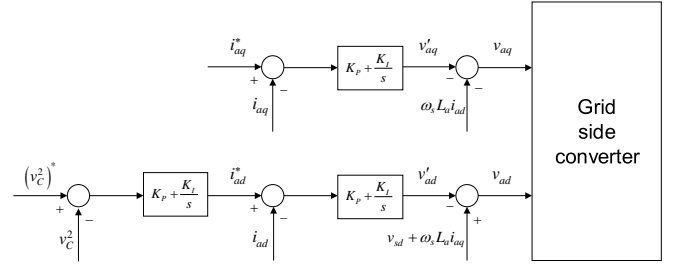 i*aq
+
−
iaq
KP + KI/s
v′aq
−
−
ωsLaiad
vaq
Grid
side
converter
(v²C)*
+
−
v²C
KP + KI/s
i*ad
+
−
iad
KP + KI/s
v′ad
−
+
vsd + ωsLaiaq
vad